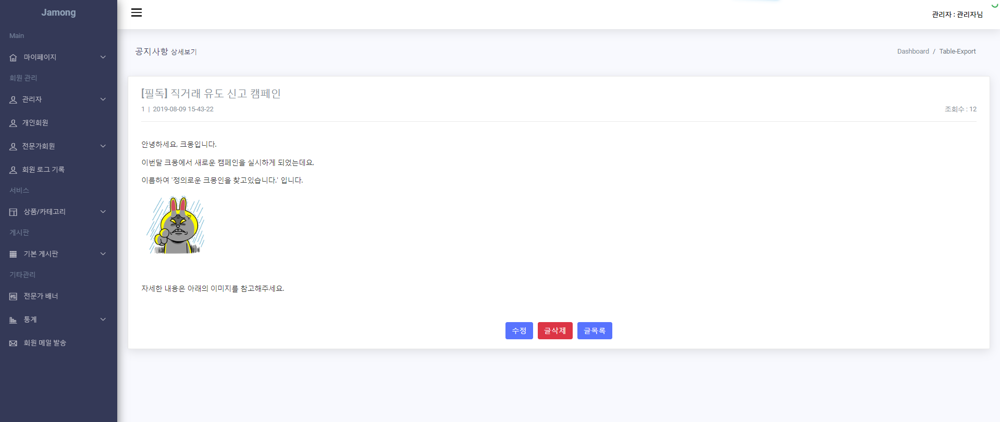 Jamong
관리자 : 관리자님
Main
마이페이지
회원 관리
관리자
개인회원
전문가회원
회원 로그 기록
서비스
상품/카테고리
게시판
기본 게시판
기타관리
전문가 배너
통계
회원 메일 발송
공지사항 상세보기
Dashboard / Table-Export
[필독] 직거래 유도 신고 캠페인
1 | 2019-08-09 15-43-22
조회수 : 12
안녕하세요, 크몽입니다.
이번달 크몽에서 새로운 캠페인을 실시하게 되었는데요,
이름하여 '정의로운 크몽인을 찾고있습니다.' 입니다.
자세한 내용은 아래의 이미지를 참고해주세요.
수정 글삭제 글목록